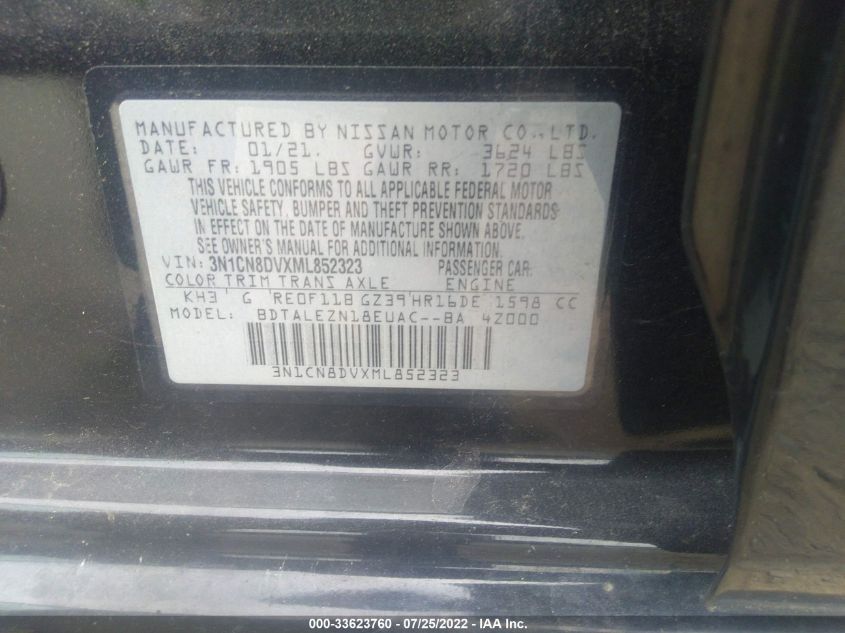 MANUFACTURED BY NISSAN MOTOR CO., LTD.
DATE: 01/21. GVWR: 3624 LBS
GAWR FR: 1905 LBS GAWR RR: 1720 LBS
THIS VEHICLE CONFORMS TO ALL APPLICABLE FEDERAL MOTOR
VEHICLE SAFETY, BUMPER AND THEFT PREVENTION STANDARDS
IN EFFECT ON THE DATE OF MANUFACTURE SHOWN ABOVE.
SEE OWNER'S MANUAL FOR ADDITIONAL INFORMATION.
VIN: 3N1CN8DVXML852323 PASSENGER CAR.
COLOR TRIM TRANS AXLE ENGINE
KH3 G RE0F11B GZ39 HR16DE 1598 CC
MODEL: BDTALEZN18EUAC--BA 42000
3N1CN8DVXML852323
000-33623760 - 07/25/2022 - IAA Inc.